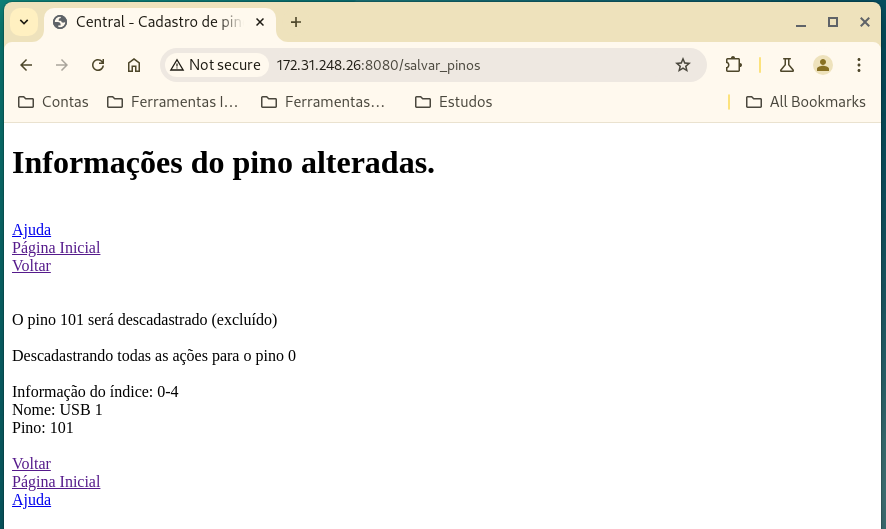 Central - Cadastro de pin
Not secure 172.31.248.26:8080/salvar_pinos
Contas Ferramentas I... Ferramentas... Estudos All Bookmarks
Informações do pino alteradas.
Ajuda
Página Inicial
Voltar
O pino 101 será descadastrado (excluído)
Descadastrando todas as ações para o pino 0
Informação do índice: 0-4
Nome: USB 1
Pino: 101
Voltar
Página Inicial
Ajuda